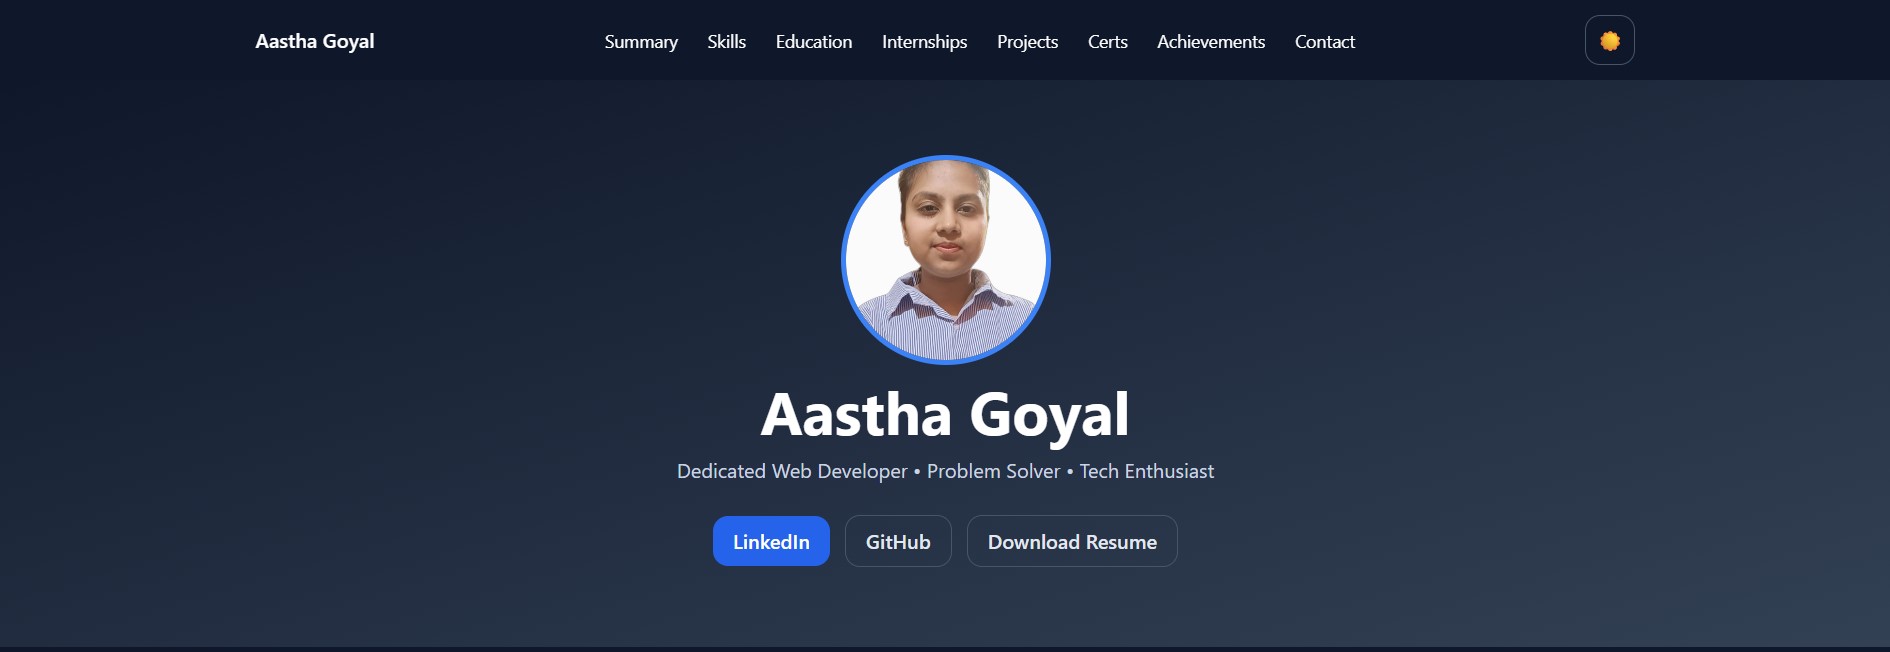 Aastha Goyal
Summary Skills Education Internships Projects Certs Achievements Contact
Aastha Goyal
Dedicated Web Developer • Problem Solver • Tech Enthusiast
LinkedIn GitHub Download Resume